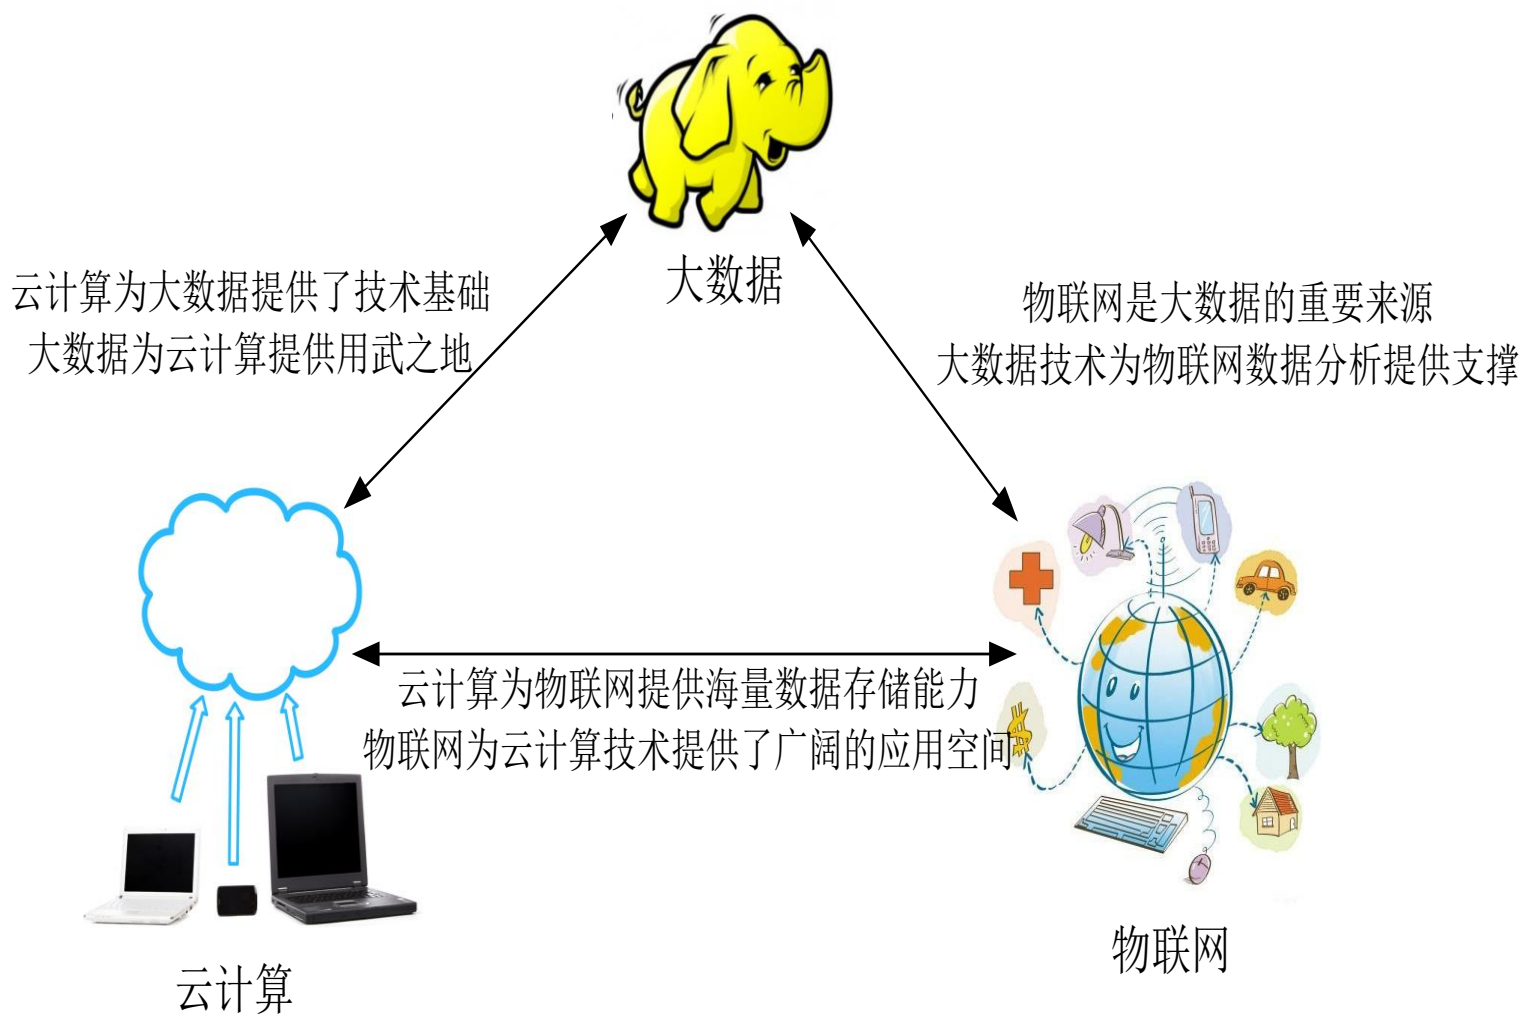 大数据
云计算为大数据提供了技术基础
大数据为云计算提供用武之地
物联网是大数据的重要来源
大数据技术为物联网数据分析提供支撑
云计算为物联网提供海量数据存储能力
物联网为云计算技术提供了广阔的应用空间
云计算
物联网